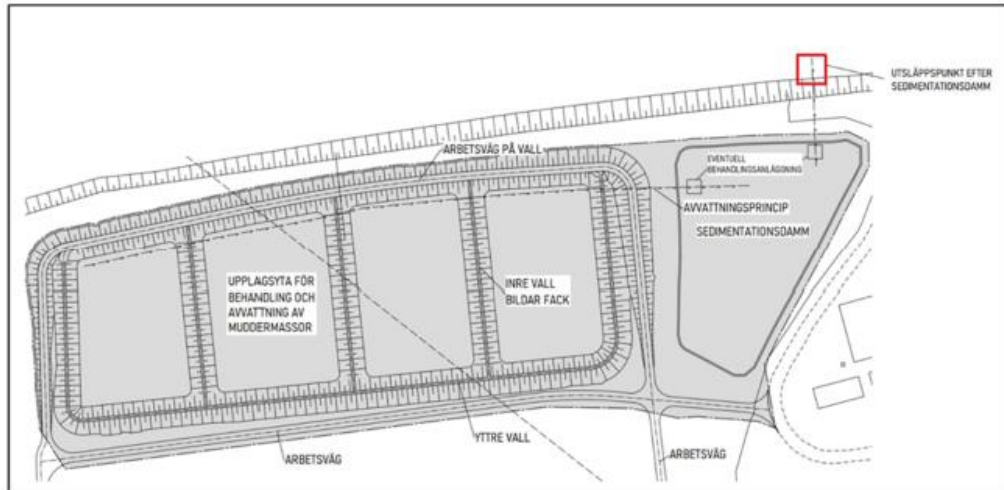 UTSLÄPPSPUNKT EFTER
SEDIMENTATIONSDAMM
ARBETSVÄG PÅ VALL
EVENTUELL
BEHANDLINGSANLÄGGNING
AVVATTNINGSPRINCIP
SEDIMENTATIONSDAMM
UPPLAGSYTA FÖR
BEHANDLING OCH
AVVATTNING AV
MUDDERMASSOR
INRE VALL
BILDAR FACK
YTTRE VALL
ARBETSVÄG
ARBETSVÄG